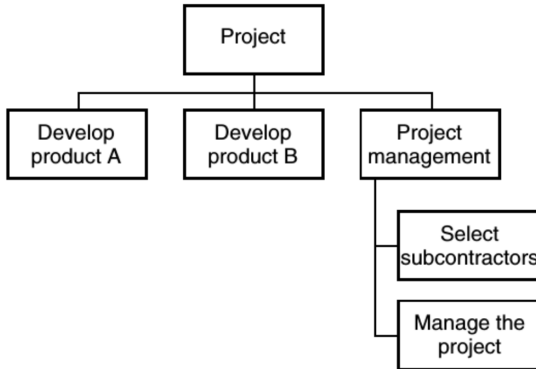 Project
Develop
product A
Develop
product B
Project
management
Select
subcontractors
Manage the
project